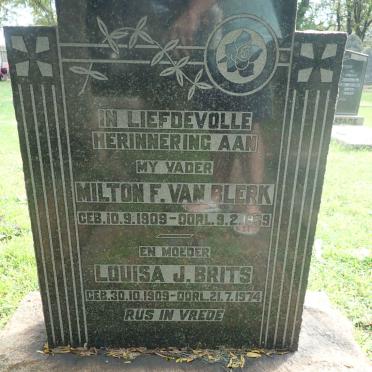 IN LIEFDEVOLLE
HERINNERING AAN
MY VADER
MILTON F. VAN BLERK
GEB. 10.9.1909 - OORL. 9.2.1959
EN MOEDER
LOUISA J. BRITS
GEB. 30.10.1909 - OORL. 21.7.1974
RUS IN VREDE